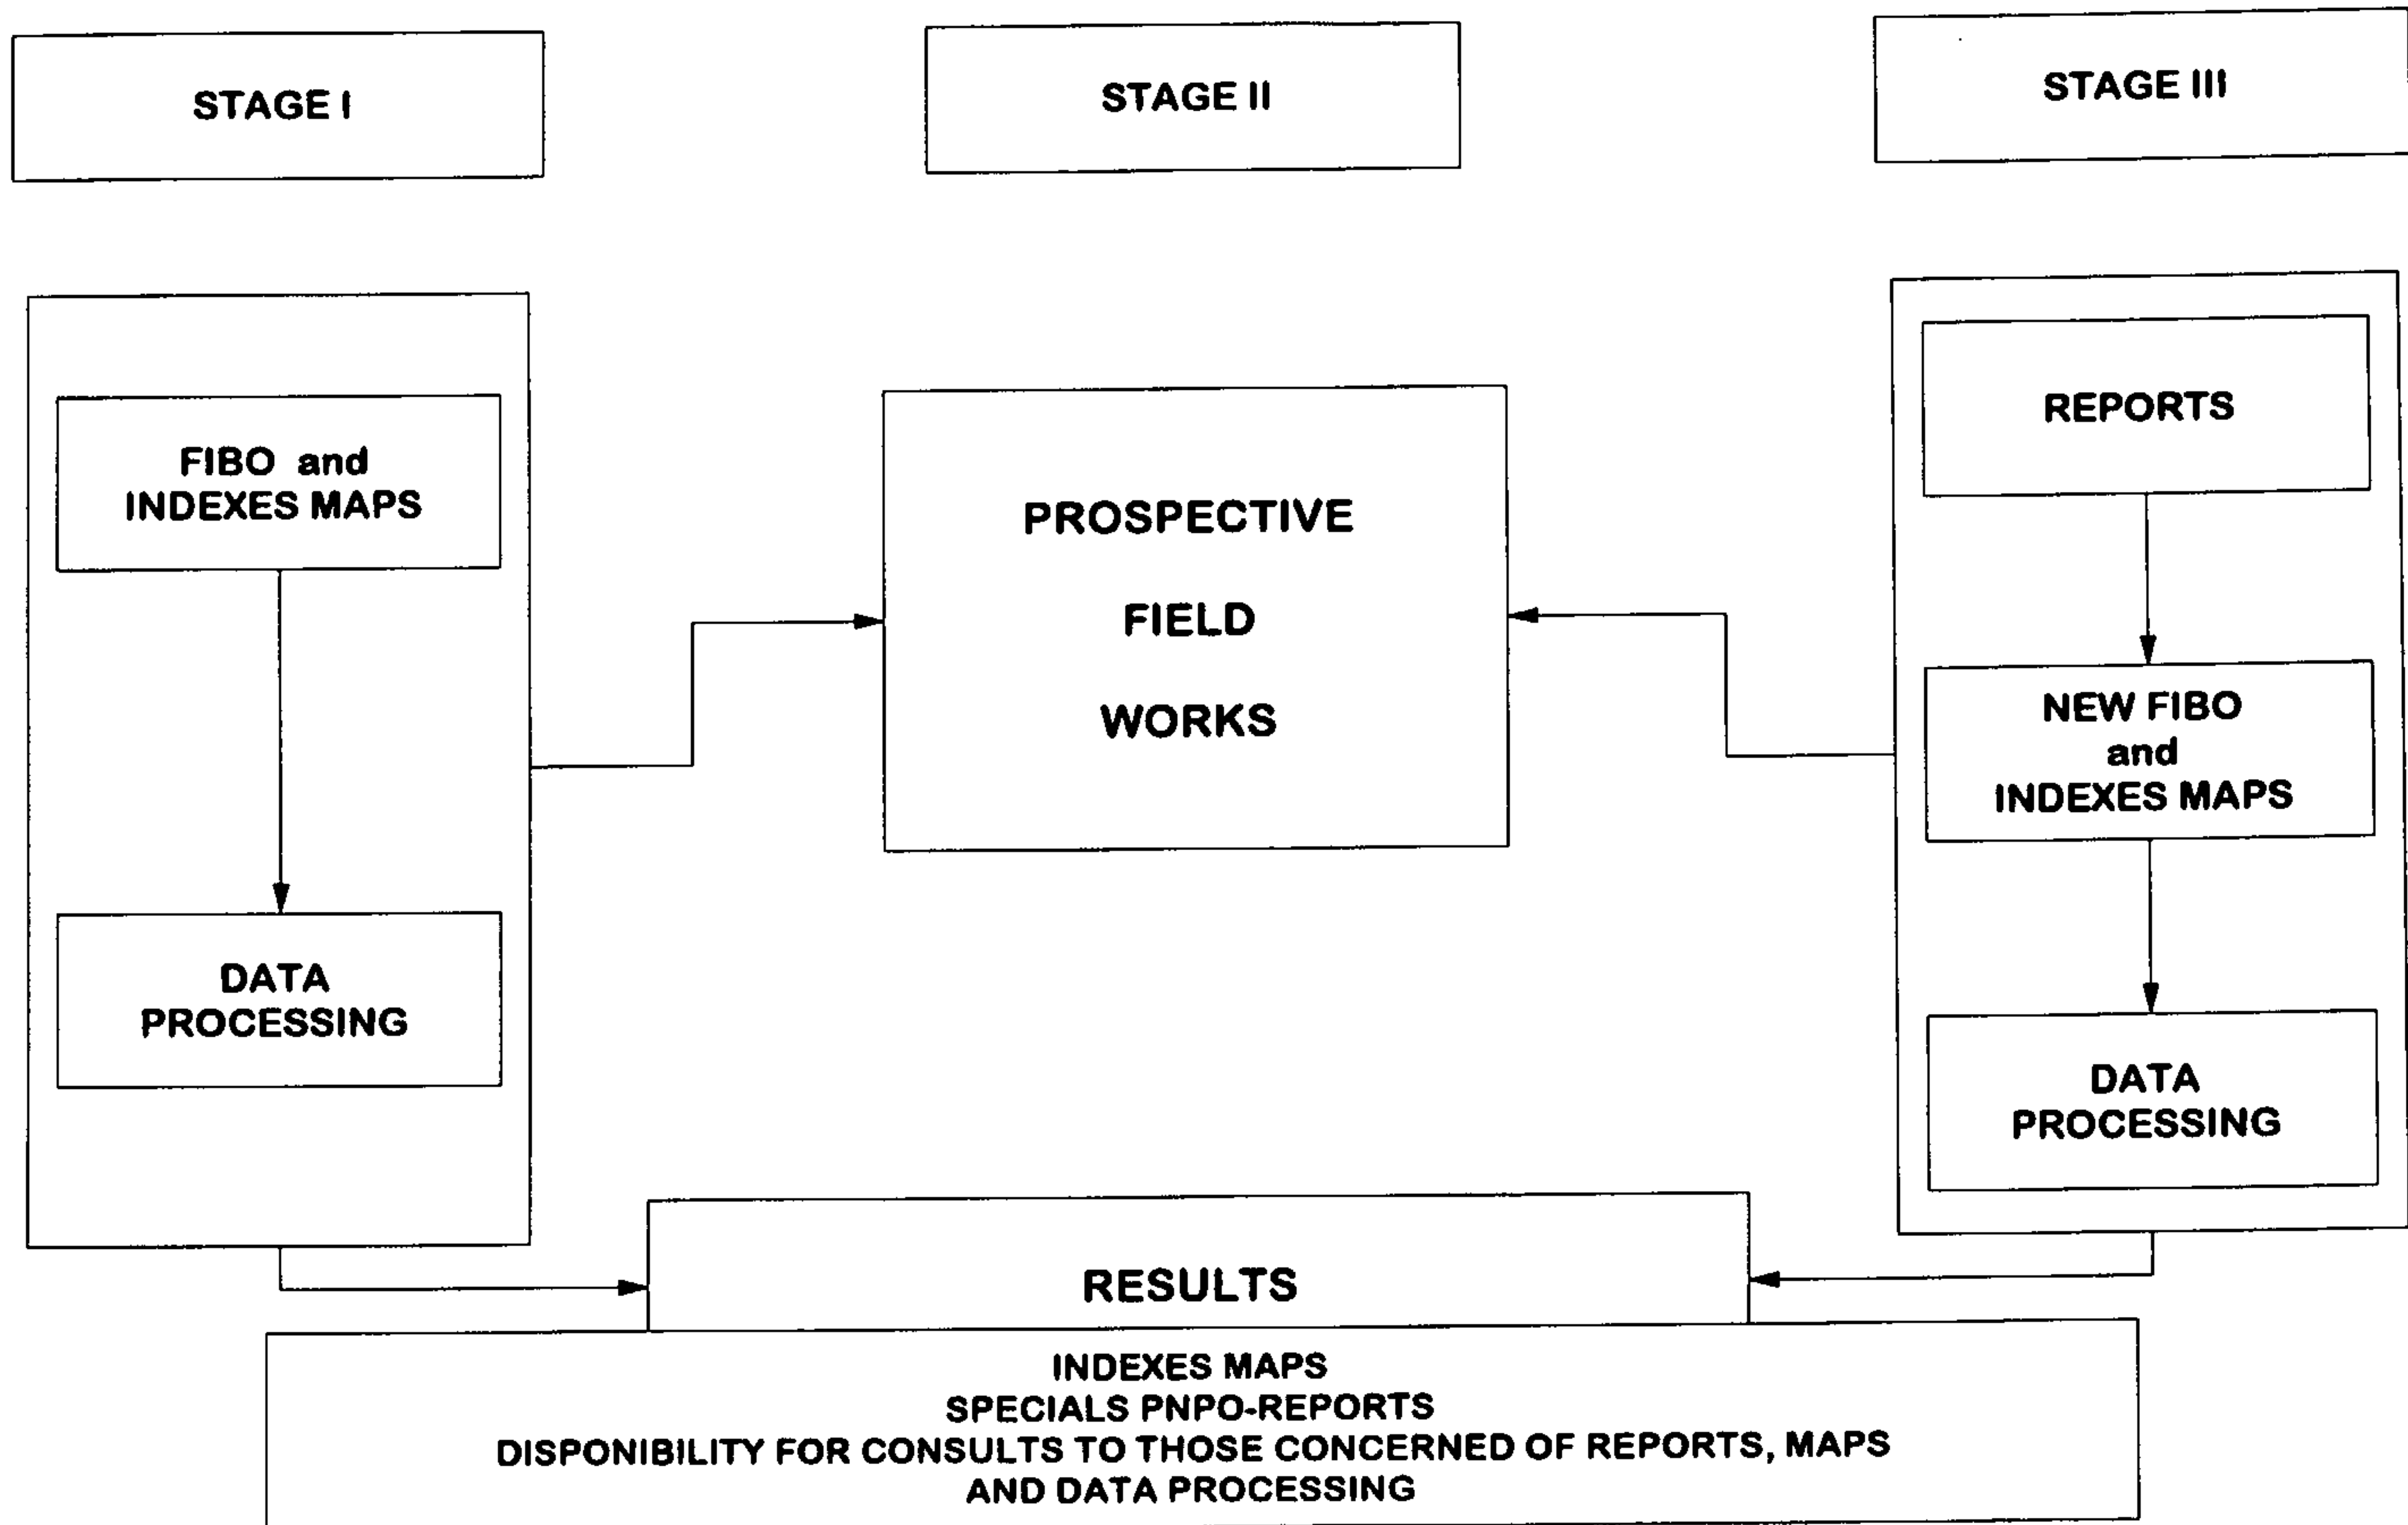 STAGE I
STAGE II
STAGE III
FIBO and
INDEXES MAPS
DATA
PROCESSING
PROSPECTIVE
FIELD
WORKS
REPORTS
NEW FIBO
and
INDEXES MAPS
DATA
PROCESSING
RESULTS
INDEXES MAPS
SPECIALS PNPO-REPORTS
DISPONIBILITY FOR CONSULTS TO THOSE CONCERNED OF REPORTS, MAPS
AND DATA PROCESSING